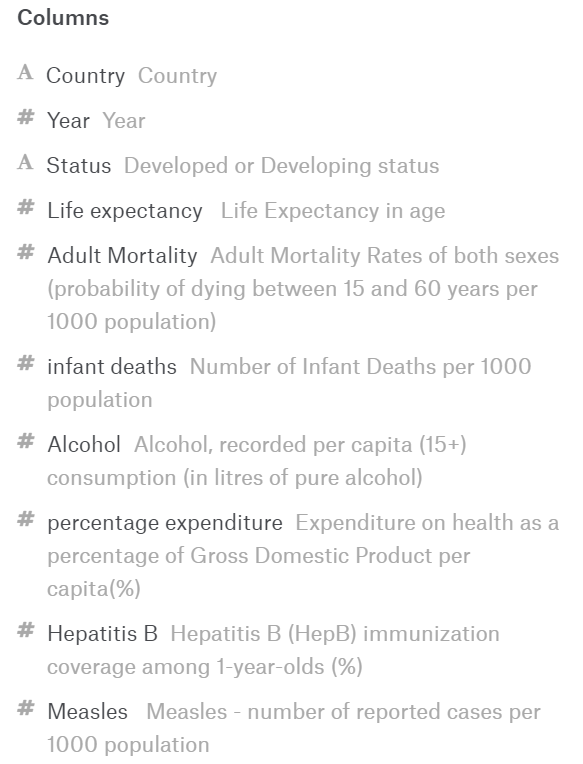 Columns
A Country Country
# Year Year
A Status Developed or Developing status
# Life expectancy Life Expectancy in age
# Adult Mortality Adult Mortality Rates of both sexes
(probability of dying between 15 and 60 years per
1000 population)
# infant deaths Number of Infant Deaths per 1000
population
# Alcohol Alcohol, recorded per capita (15+)
consumption (in litres of pure alcohol)
# percentage expenditure Expenditure on health as a
percentage of Gross Domestic Product per
capita(%)
# Hepatitis B Hepatitis B (HepB) immunization
coverage among 1-year-olds (%)
# Measles Measles - number of reported cases per
1000 population